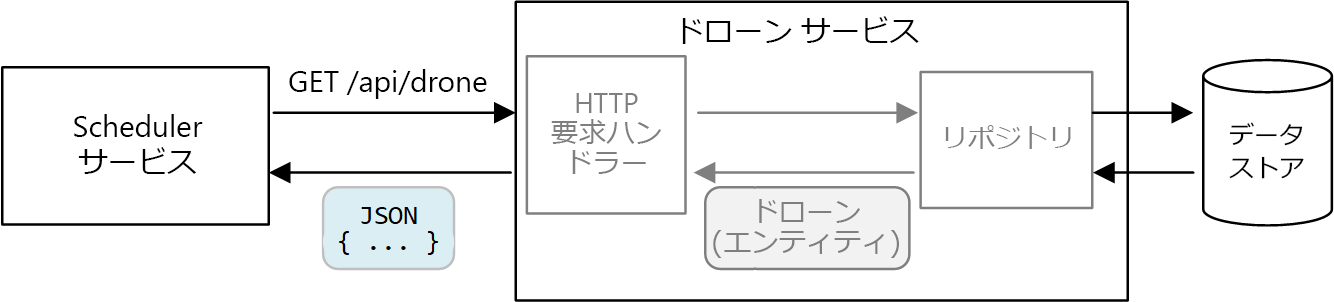 ドローン サービス
GET /api/drone
Scheduler
サービス
HTTP
要求ハン
ドラー
リポジトリ
データ
ストア
JSON
{ ... }
ドローン
(エンティティ)